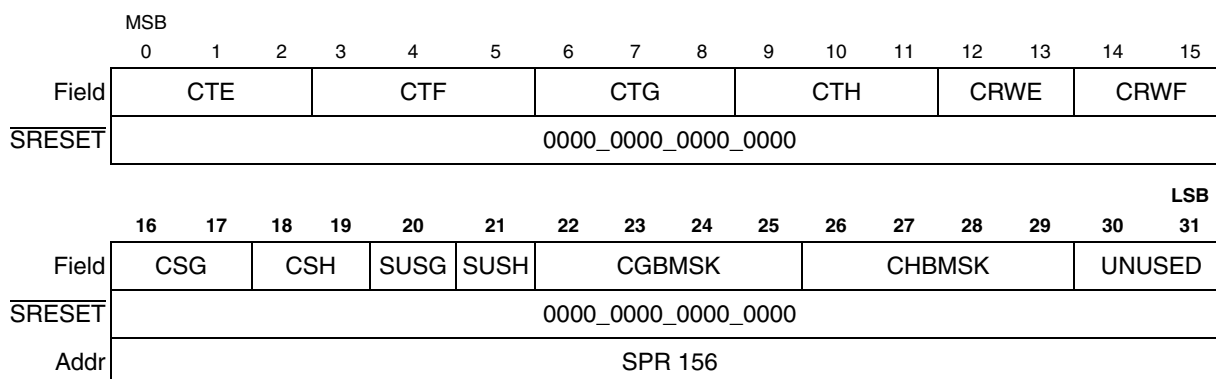 MSB
0 1 2 3 4 5 6 7 8 9 10 11 12 13 14 15
Field CTE CTF CTG CTH CRWE CRWF
SRESET 0000_0000_0000_0000
LSB
16 17 18 19 20 21 22 23 24 25 26 27 28 29 30 31
Field CSG CSH SUSG SUSH CGBMSK CHBMSK UNUSED
SRESET 0000_0000_0000_0000
Addr SPR 156